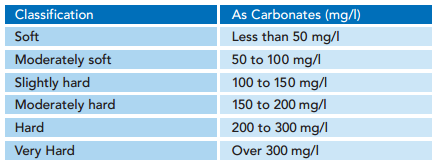 Classification As Carbonates (mg/l)
Soft Less than 50 mg/l
Moderately soft 50 to 100 mg/l
Slightly hard 100 to 150 mg/l
Moderately hard 150 to 200 mg/l
Hard 200 to 300 mg/l
Very Hard Over 300 mg/l